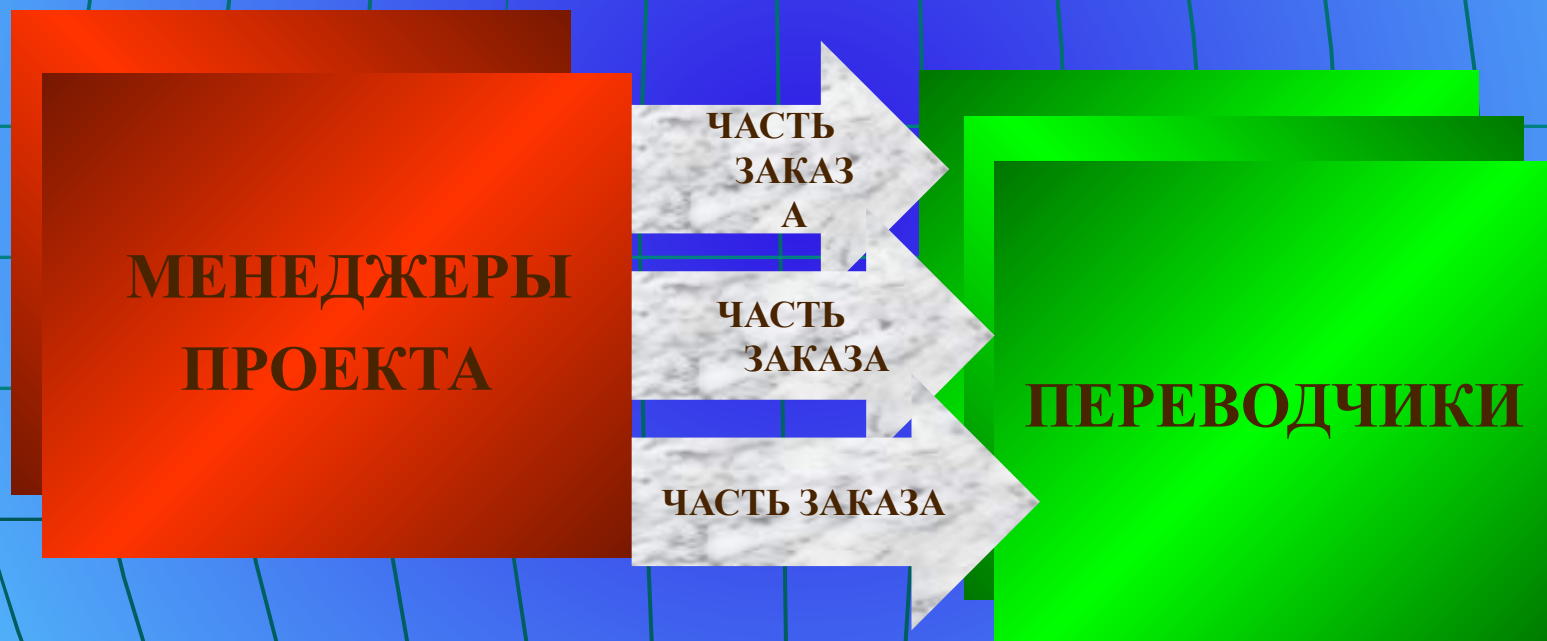 МЕНЕДЖЕРЫ
ПРОЕКТА
ЧАСТЬ
ЗАКАЗ
А
ЧАСТЬ
ЗАКАЗА
ЧАСТЬ ЗАКАЗА
ПЕРЕВОДЧИКИ